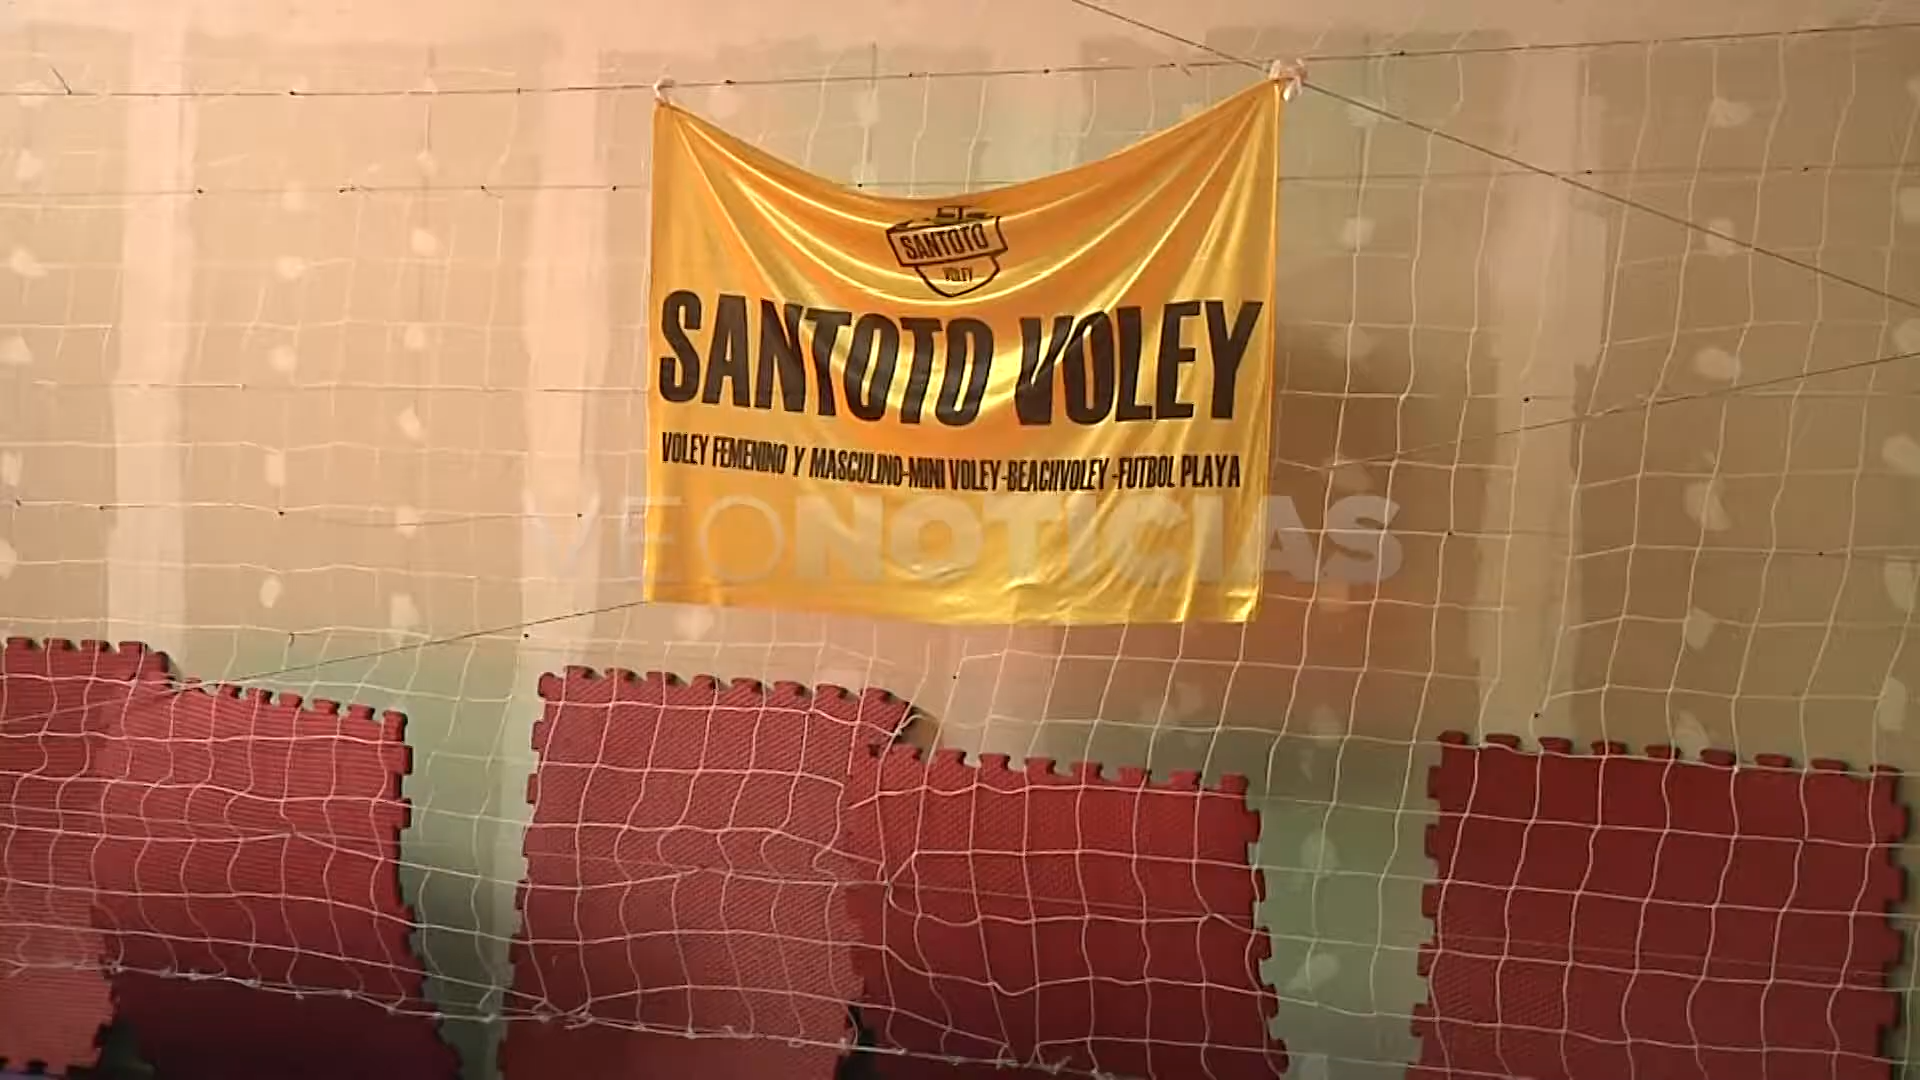 SANTOTO
VOLEY
SANTOTO VOLEY
VOLEY FEMENINO Y MASCULINO-MINI VOLEY-BEACHVOLEY-FUTBOL PLAYA
VEONOTICIAS